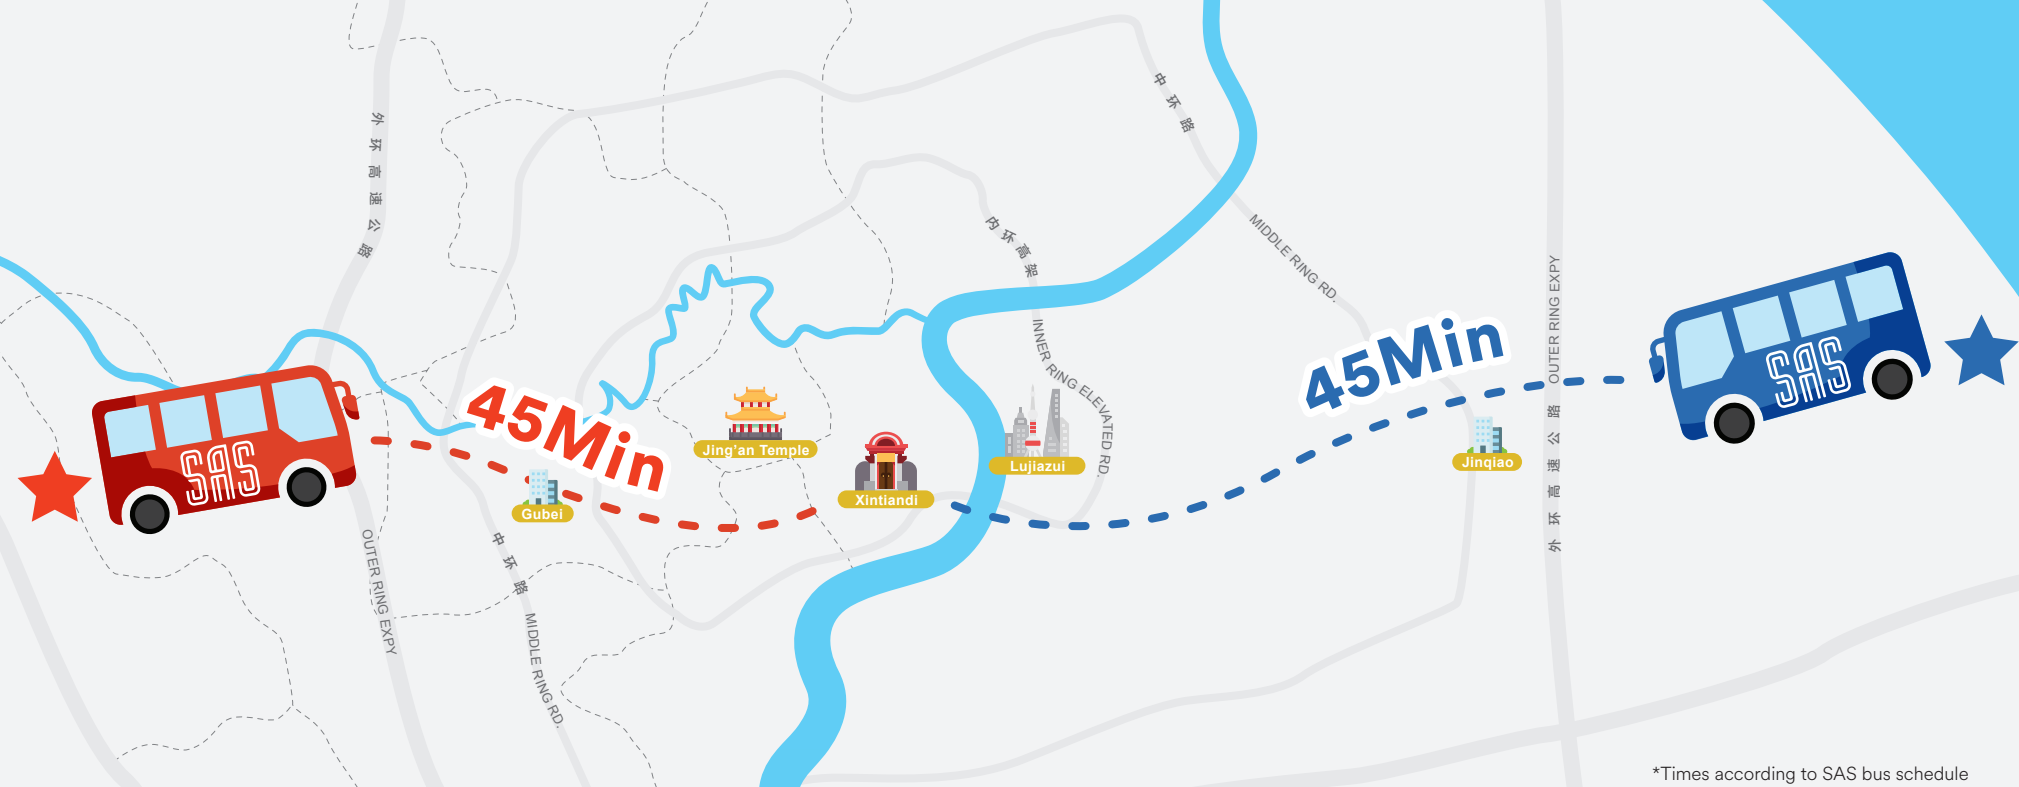 外环高速公路
中环路
内环高架
MIDDLE RING RD.
OUTER RING EXPY
INNER RING ELEVATED RD.
45Min
45Min
SAS
SAS
Jing'an Temple
Xintiandi
Lujiazui
Jinqiao
Gubei
外环高速公路
OUTER RING EXPY
中环路
MIDDLE RING RD.
*Times according to SAS bus schedule